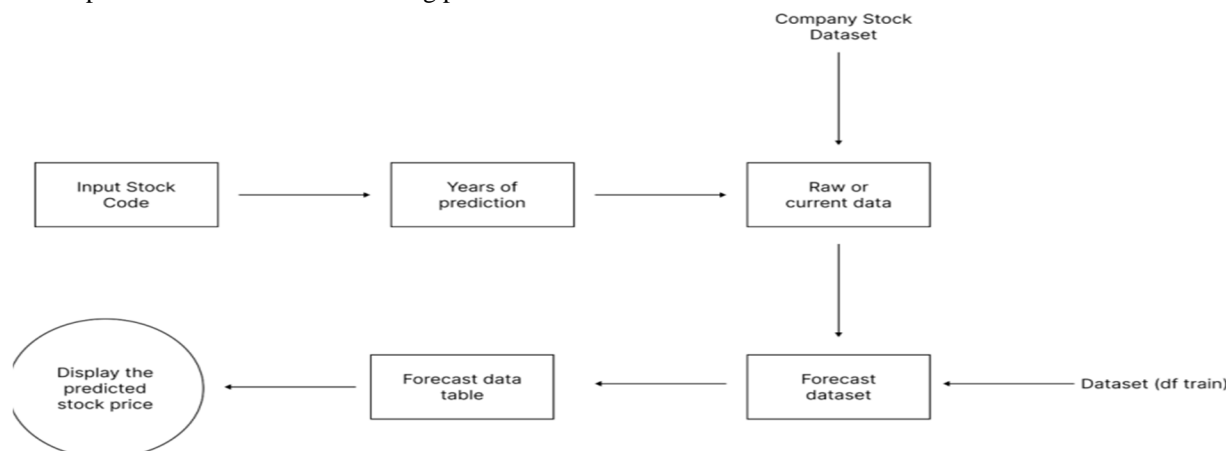 Company Stock
Dataset
Input Stock
Code
Years of
prediction
Raw or
current data
Display the
predicted
stock price
Forecast data
table
Forecast
dataset
Dataset (df train)